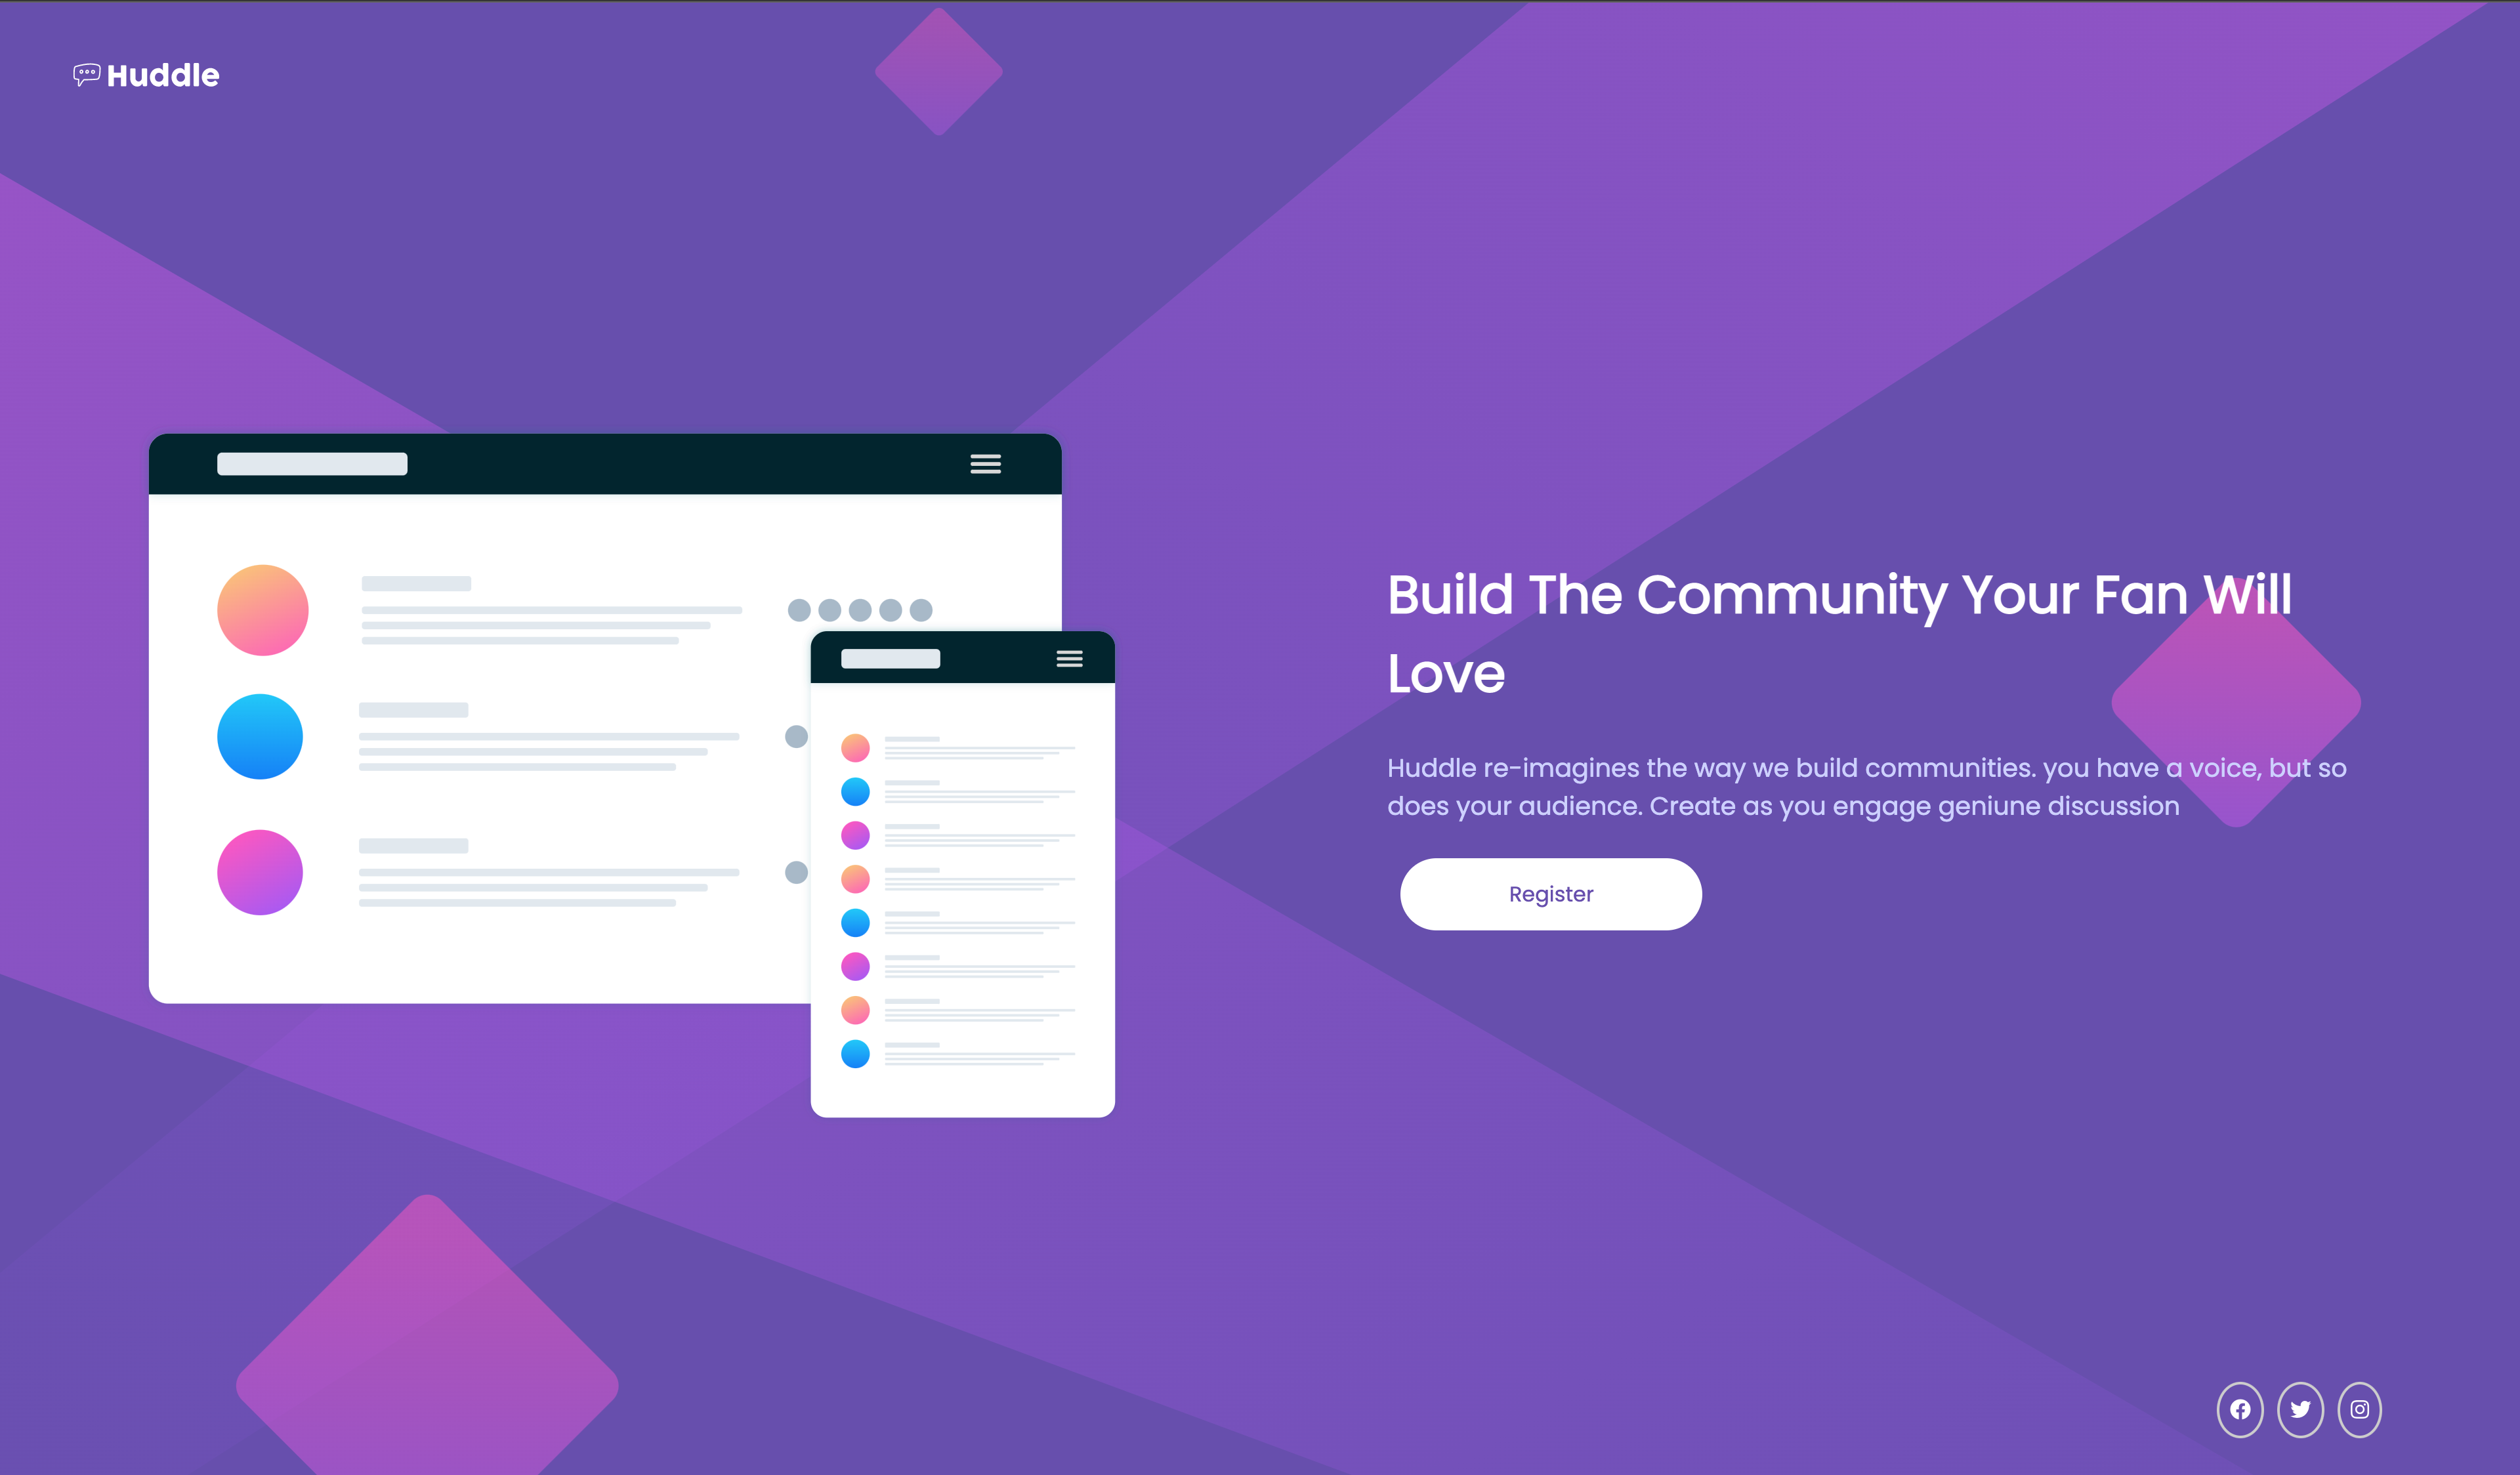 Huddle
Build The Community Your Fan Will
Love
Huddle re-imagines the way we build communities. you have a voice, but so
does your audience. Create as you engage geniune discussion
Register